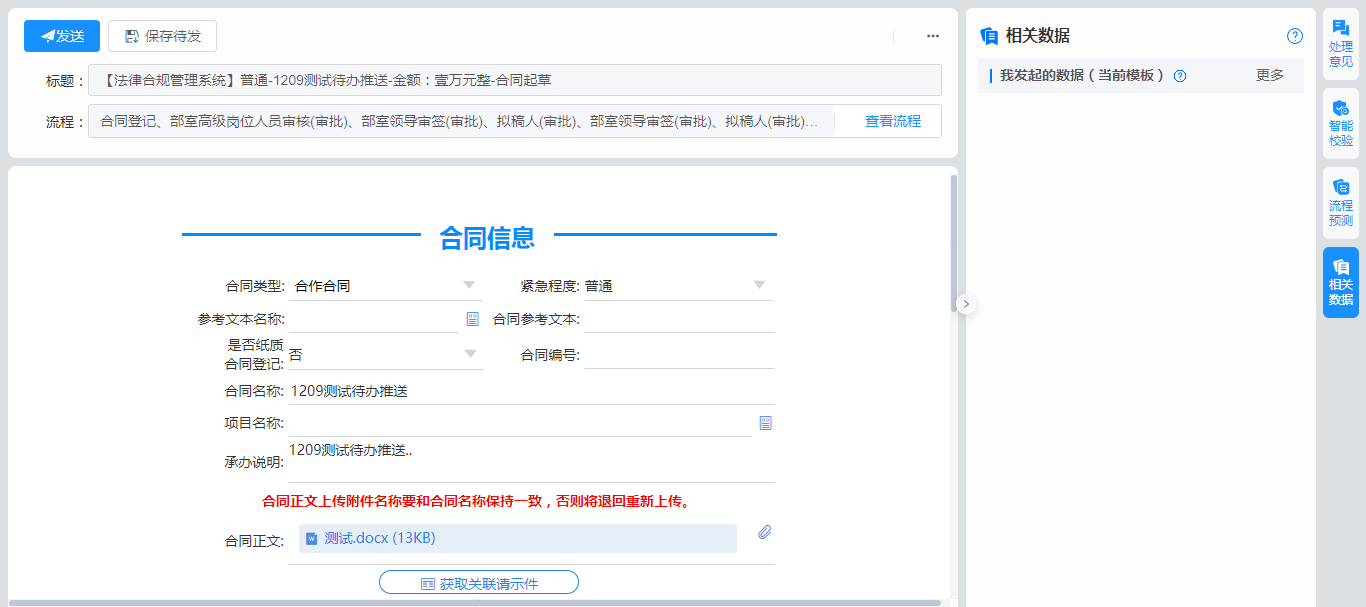 发送
保存待发
标题：
【法律合规管理系统】普通-1209测试待办推送-金额：壹万元整-合同起草
流程：
合同登记、部室高级岗位人员审核(审批)、部室领导审签(审批)、拟稿人(审批)、部室领导审签(审批)、拟稿人(审批)...
查看流程
合同信息
合同类型: 合作合同
紧急程度: 普通
参考文本名称:
合同参考文本:
是否纸质
合同登记: 否
合同编号:
合同名称: 1209测试待办推送
项目名称:
承办说明: 1209测试待办推送..
合同正文上传附件名称要和合同名称保持一致，否则将退回重新上传。
合同正文: 测试.docx (13KB)
获取关联请示件
相关数据
我发起的数据（当前模板）
更多
处理
意见
智能
校验
流程
预测
相关
数据